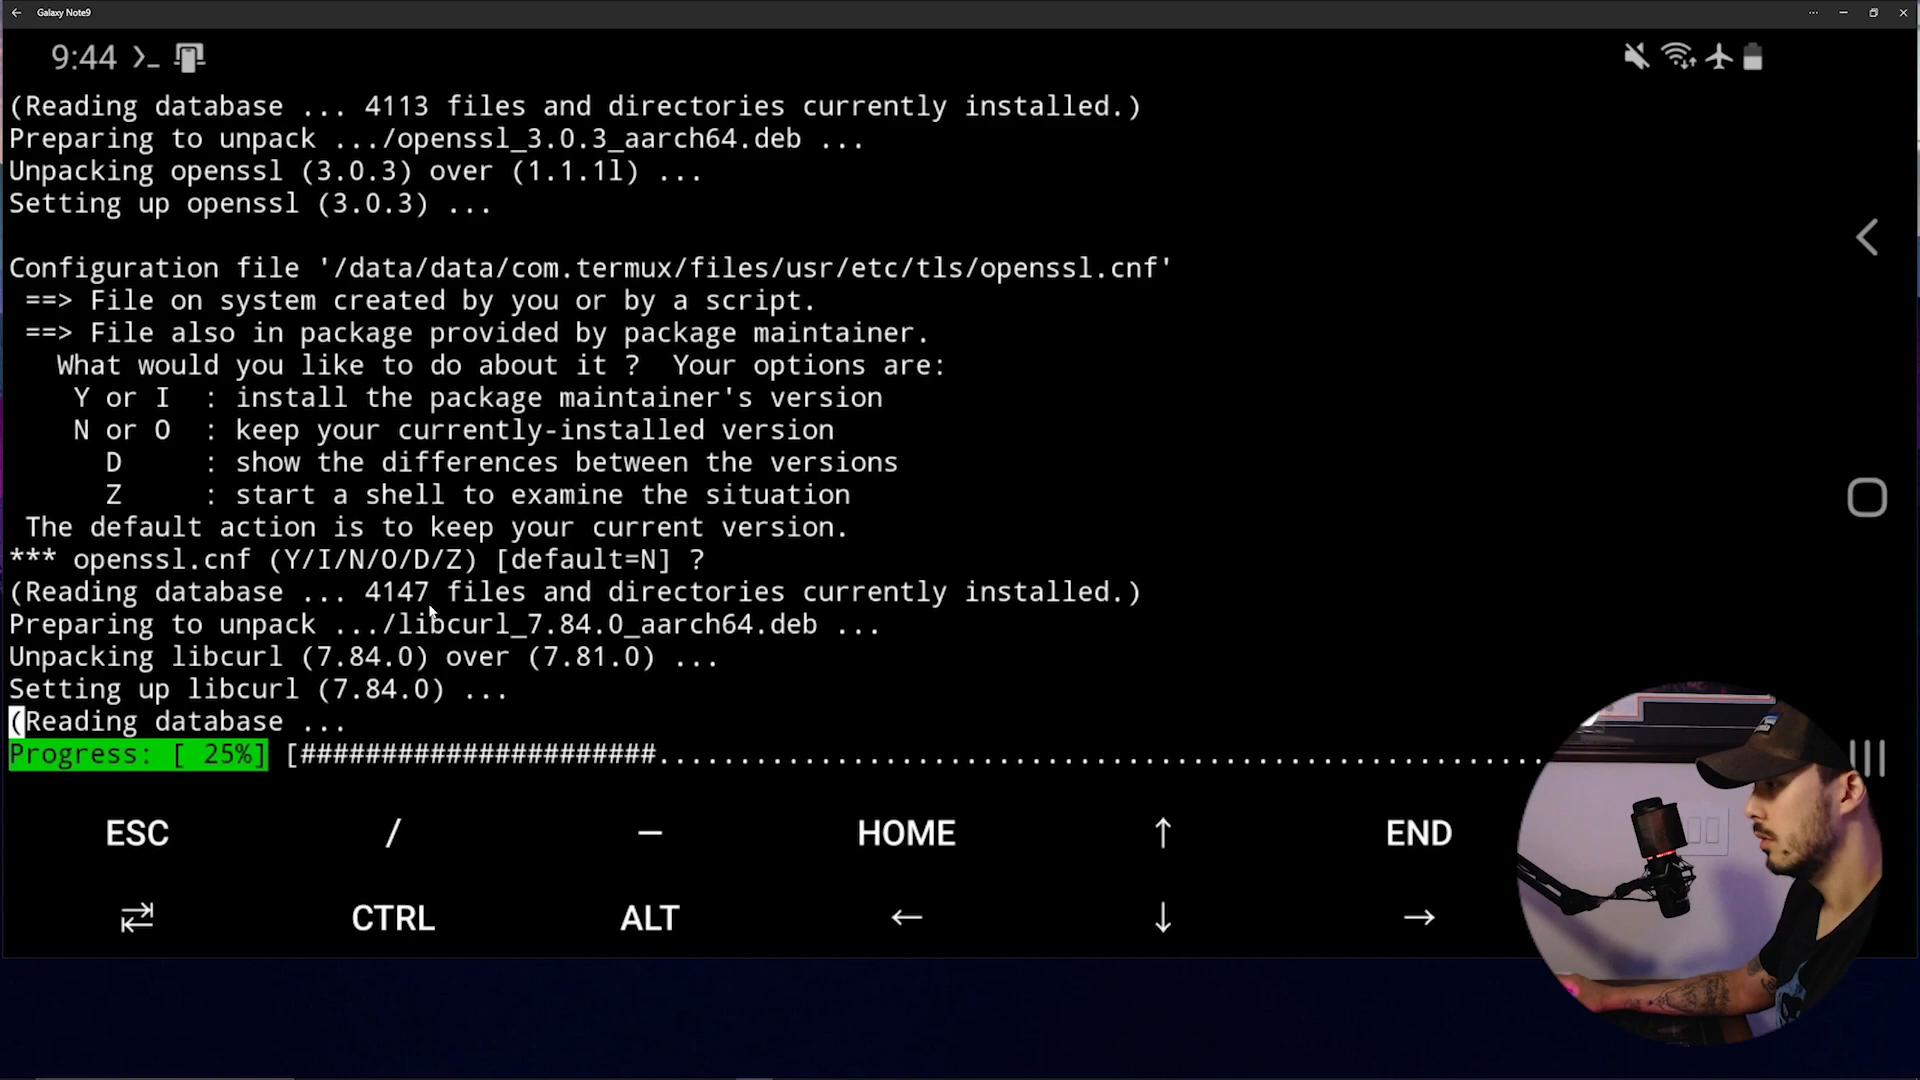 Galaxy Note9
9:44 >_
(Reading database ... 4113 files and directories currently installed.)
Preparing to unpack .../openssl_3.0.3_aarch64.deb ...
Unpacking openssl (3.0.3) over (1.1.1l) ...
Setting up openssl (3.0.3) ...
Configuration file '/data/data/com.termux/files/usr/etc/tls/openssl.cnf'
==> File on system created by you or by a script.
==> File also in package provided by package maintainer.
What would you like to do about it ?  Your options are:
Y or I  : install the package maintainer's version
N or O  : keep your currently-installed version
D     : show the differences between the versions
Z     : start a shell to examine the situation
The default action is to keep your current version.
*** openssl.cnf (Y/I/N/O/D/Z) [default=N] ?
(Reading database ... 4147 files and directories currently installed.)
Preparing to unpack .../libcurl_7.84.0_aarch64.deb ...
Unpacking libcurl (7.84.0) over (7.81.0) ...
Setting up libcurl (7.84.0) ...
(Reading database ...
Progress: [ 25%] [######################.......................................................
ESC / — HOME ↑ END
⇄ CTRL ALT ← ↓ →